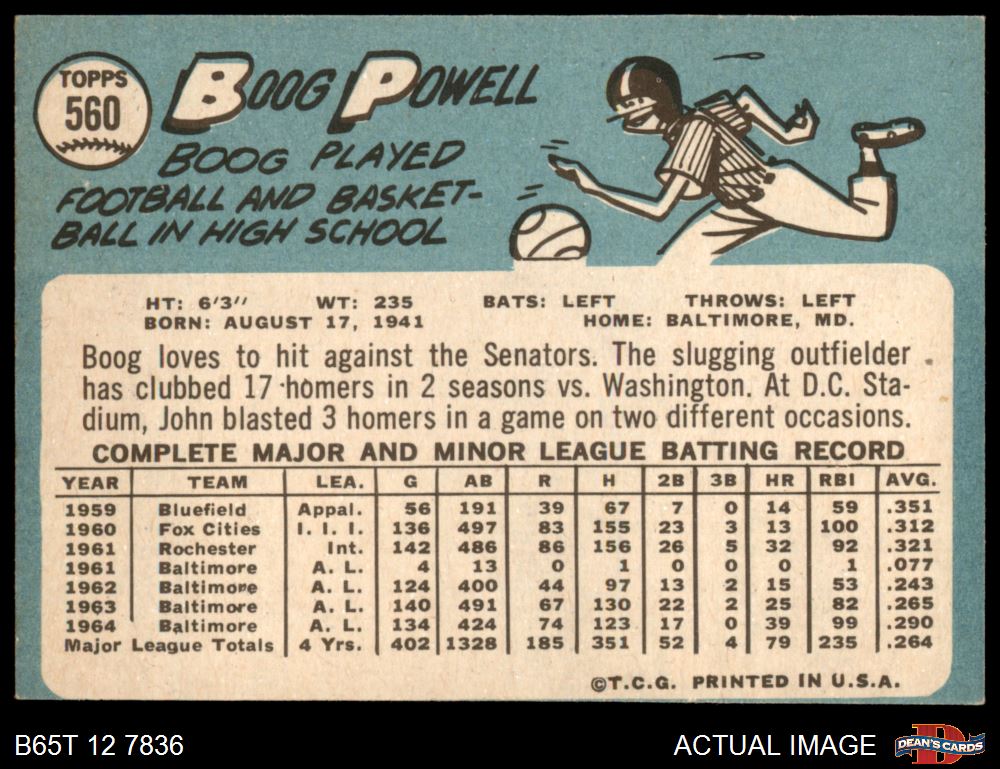 TOPPS
560
BOOG POWELL
BOOG PLAYED
FOOTBALL AND BASKET-
BALL IN HIGH SCHOOL
HT: 6'3" WT: 235 BATS: LEFT THROWS: LEFT
BORN: AUGUST 17, 1941 HOME: BALTIMORE, MD.
Boog loves to hit against the Senators. The slugging outfielder
has clubbed 17 homers in 2 seasons vs. Washington. At D.C. Sta-
dium, John blasted 3 homers in a game on two different occasions.
COMPLETE MAJOR AND MINOR LEAGUE BATTING RECORD
YEAR TEAM LEA. G AB R H 2B 3B HR RBI AVG.
1959 Bluefield Appal. 56 191 39 67 7 0 14 59 .351
1960 Fox Cities I. I. I. 136 497 83 155 23 3 13 100 .312
1961 Rochester Int. 142 486 86 156 26 5 32 92 .321
1961 Baltimore A. L. 4 13 0 1 0 0 0 1 .077
1962 Baltimore A. L. 124 400 44 97 13 2 15 53 .243
1963 Baltimore A. L. 140 491 67 130 22 2 25 82 .265
1964 Baltimore A. L. 134 424 74 123 17 0 39 99 .290
Major League Totals 4 Yrs. 402 1328 185 351 52 4 79 235 .264
©T.C.G. PRINTED IN U.S.A.
B65T 12 7836 ACTUAL IMAGE DEAN'S CARDS